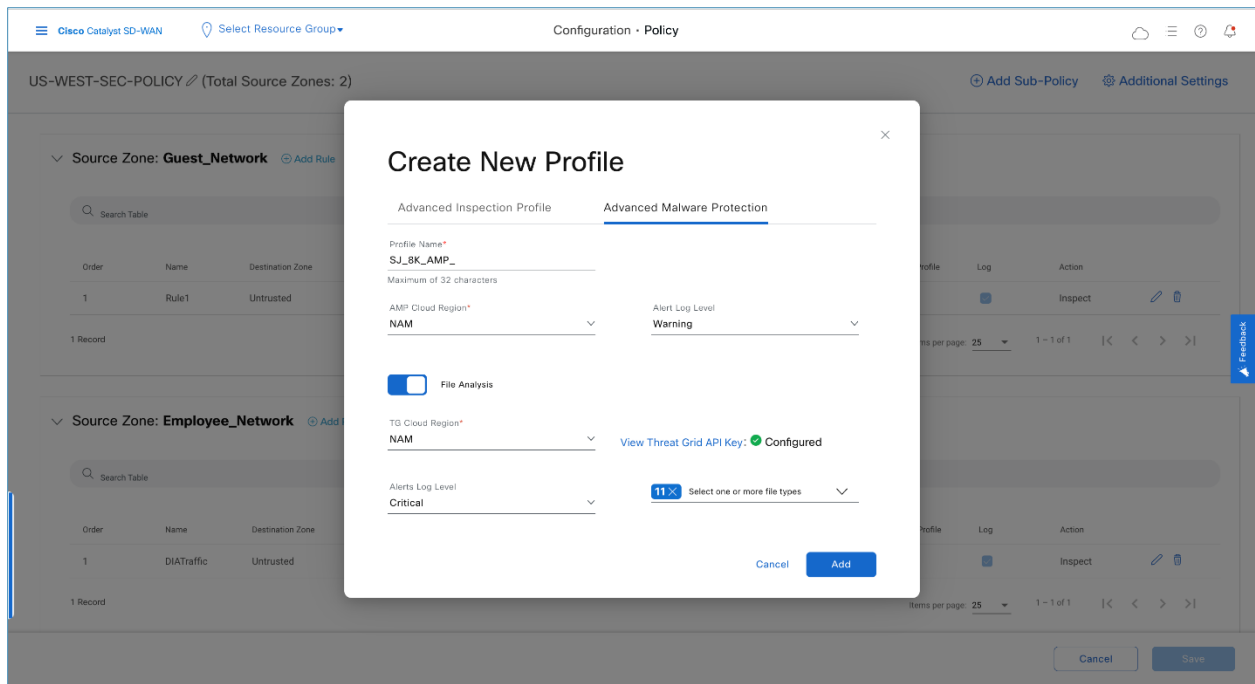 Cisco Catalyst SD-WAN Select Resource Group Configuration · Policy
US-WEST-SEC-POLICY (Total Source Zones: 2) Add Sub-Policy Additional Settings
Source Zone: Guest_Network Add Rule
Search Table
Order Name Destination Zone Log Action
1 Rule1 Untrusted Inspect
1 Record items per page: 25 1 – 1 of 1
Source Zone: Employee_Network Add
Search Table
Order Name Destination Zone Log Action
1 DIATraffic Untrusted Inspect
1 Record Items per page: 25 1 – 1 of 1
Cancel Save
Feedback
Create New Profile
Advanced Inspection Profile Advanced Malware Protection
Profile Name*
SJ_8K_AMP_
Maximum of 32 characters
AMP Cloud Region* Alert Log Level
NAM Warning
File Analysis
TG Cloud Region*
NAM View Threat Grid API Key: Configured
Alerts Log Level
Critical 11 Select one or more file types
Cancel Add